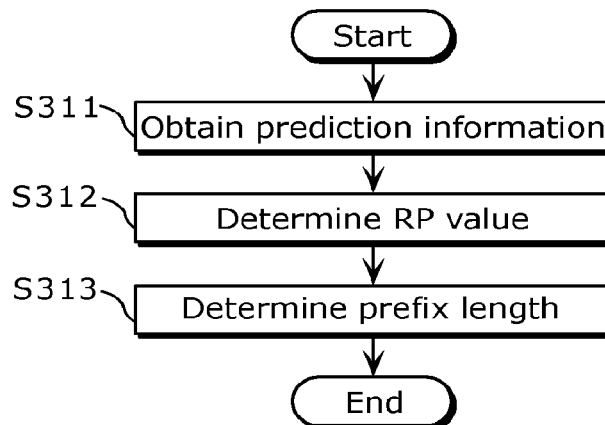 Start
S311
Obtain prediction information
S312
Determine RP value
S313
Determine prefix length
End